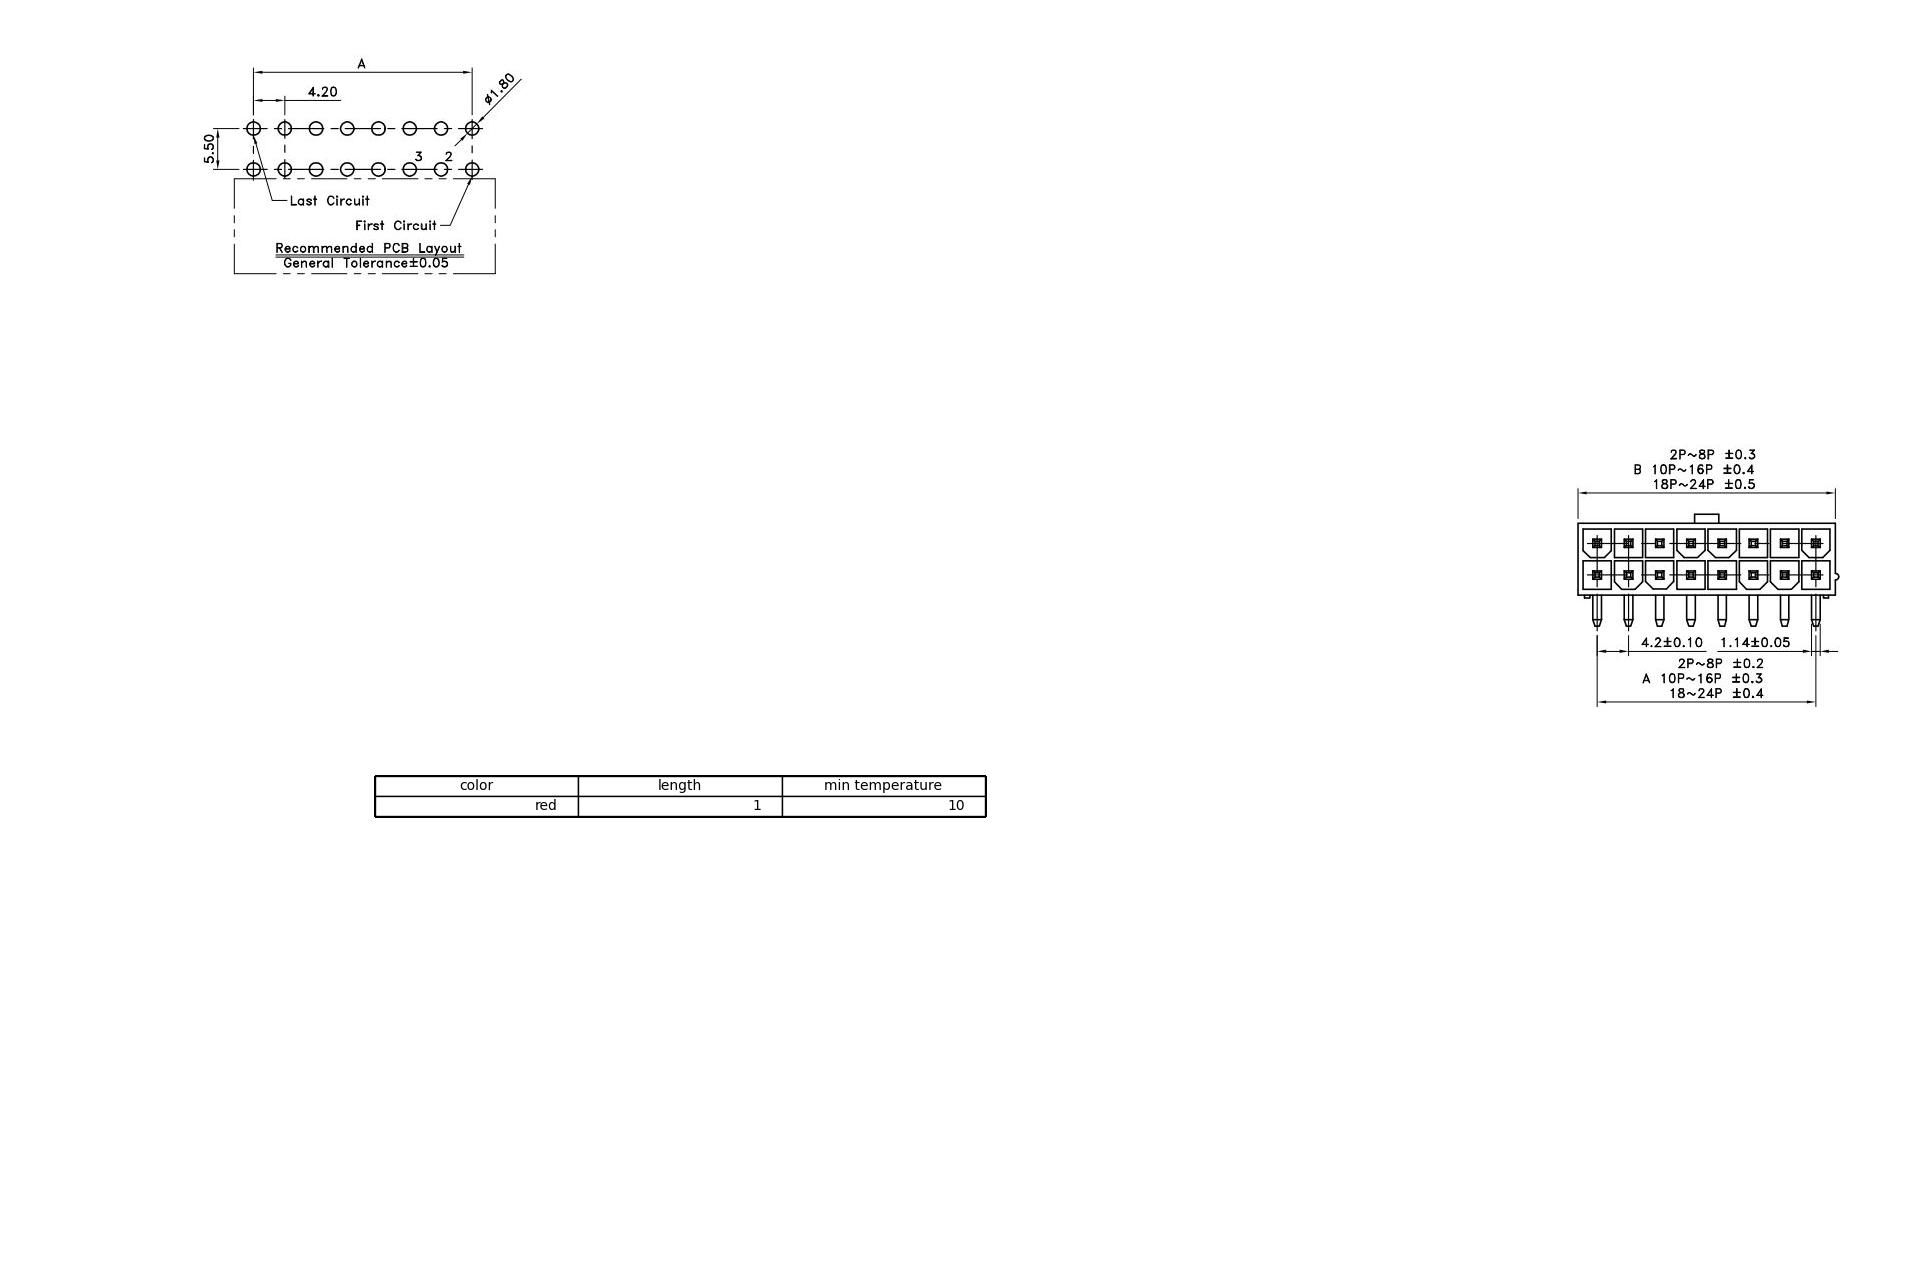 A
4.20
ø1.80
5.50
3 2
Last Circuit
First Circuit
Recommended PCB Layout
General Tolerance±0.05
2P~8P ±0.3
B 10P~16P ±0.4
18P~24P ±0.5
4.2±0.10 1.14±0.05
2P~8P ±0.2
A 10P~16P ±0.3
18~24P ±0.4
color length min temperature
red 1 10